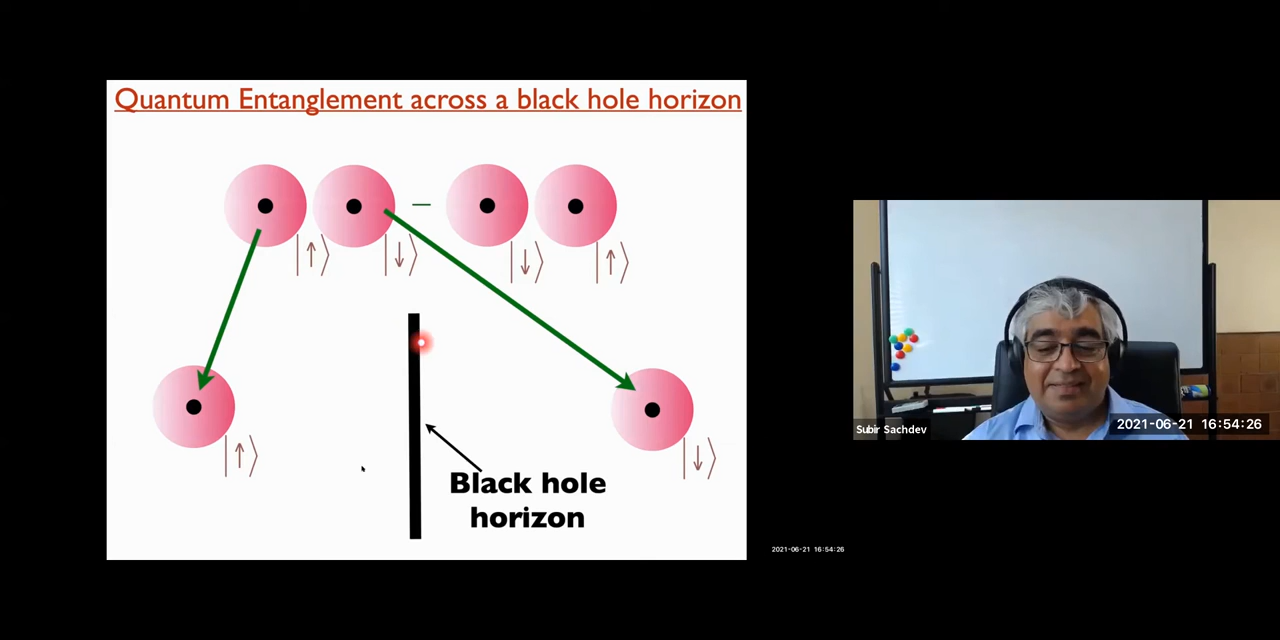 Quantum Entanglement across a black hole horizon
–
|↑⟩ |↓⟩ |↓⟩ |↑⟩
|↑⟩
|↓⟩
Black hole
horizon
Subir Sachdev
2021-06-21 16:54:26
2021-06-21 16:54:26